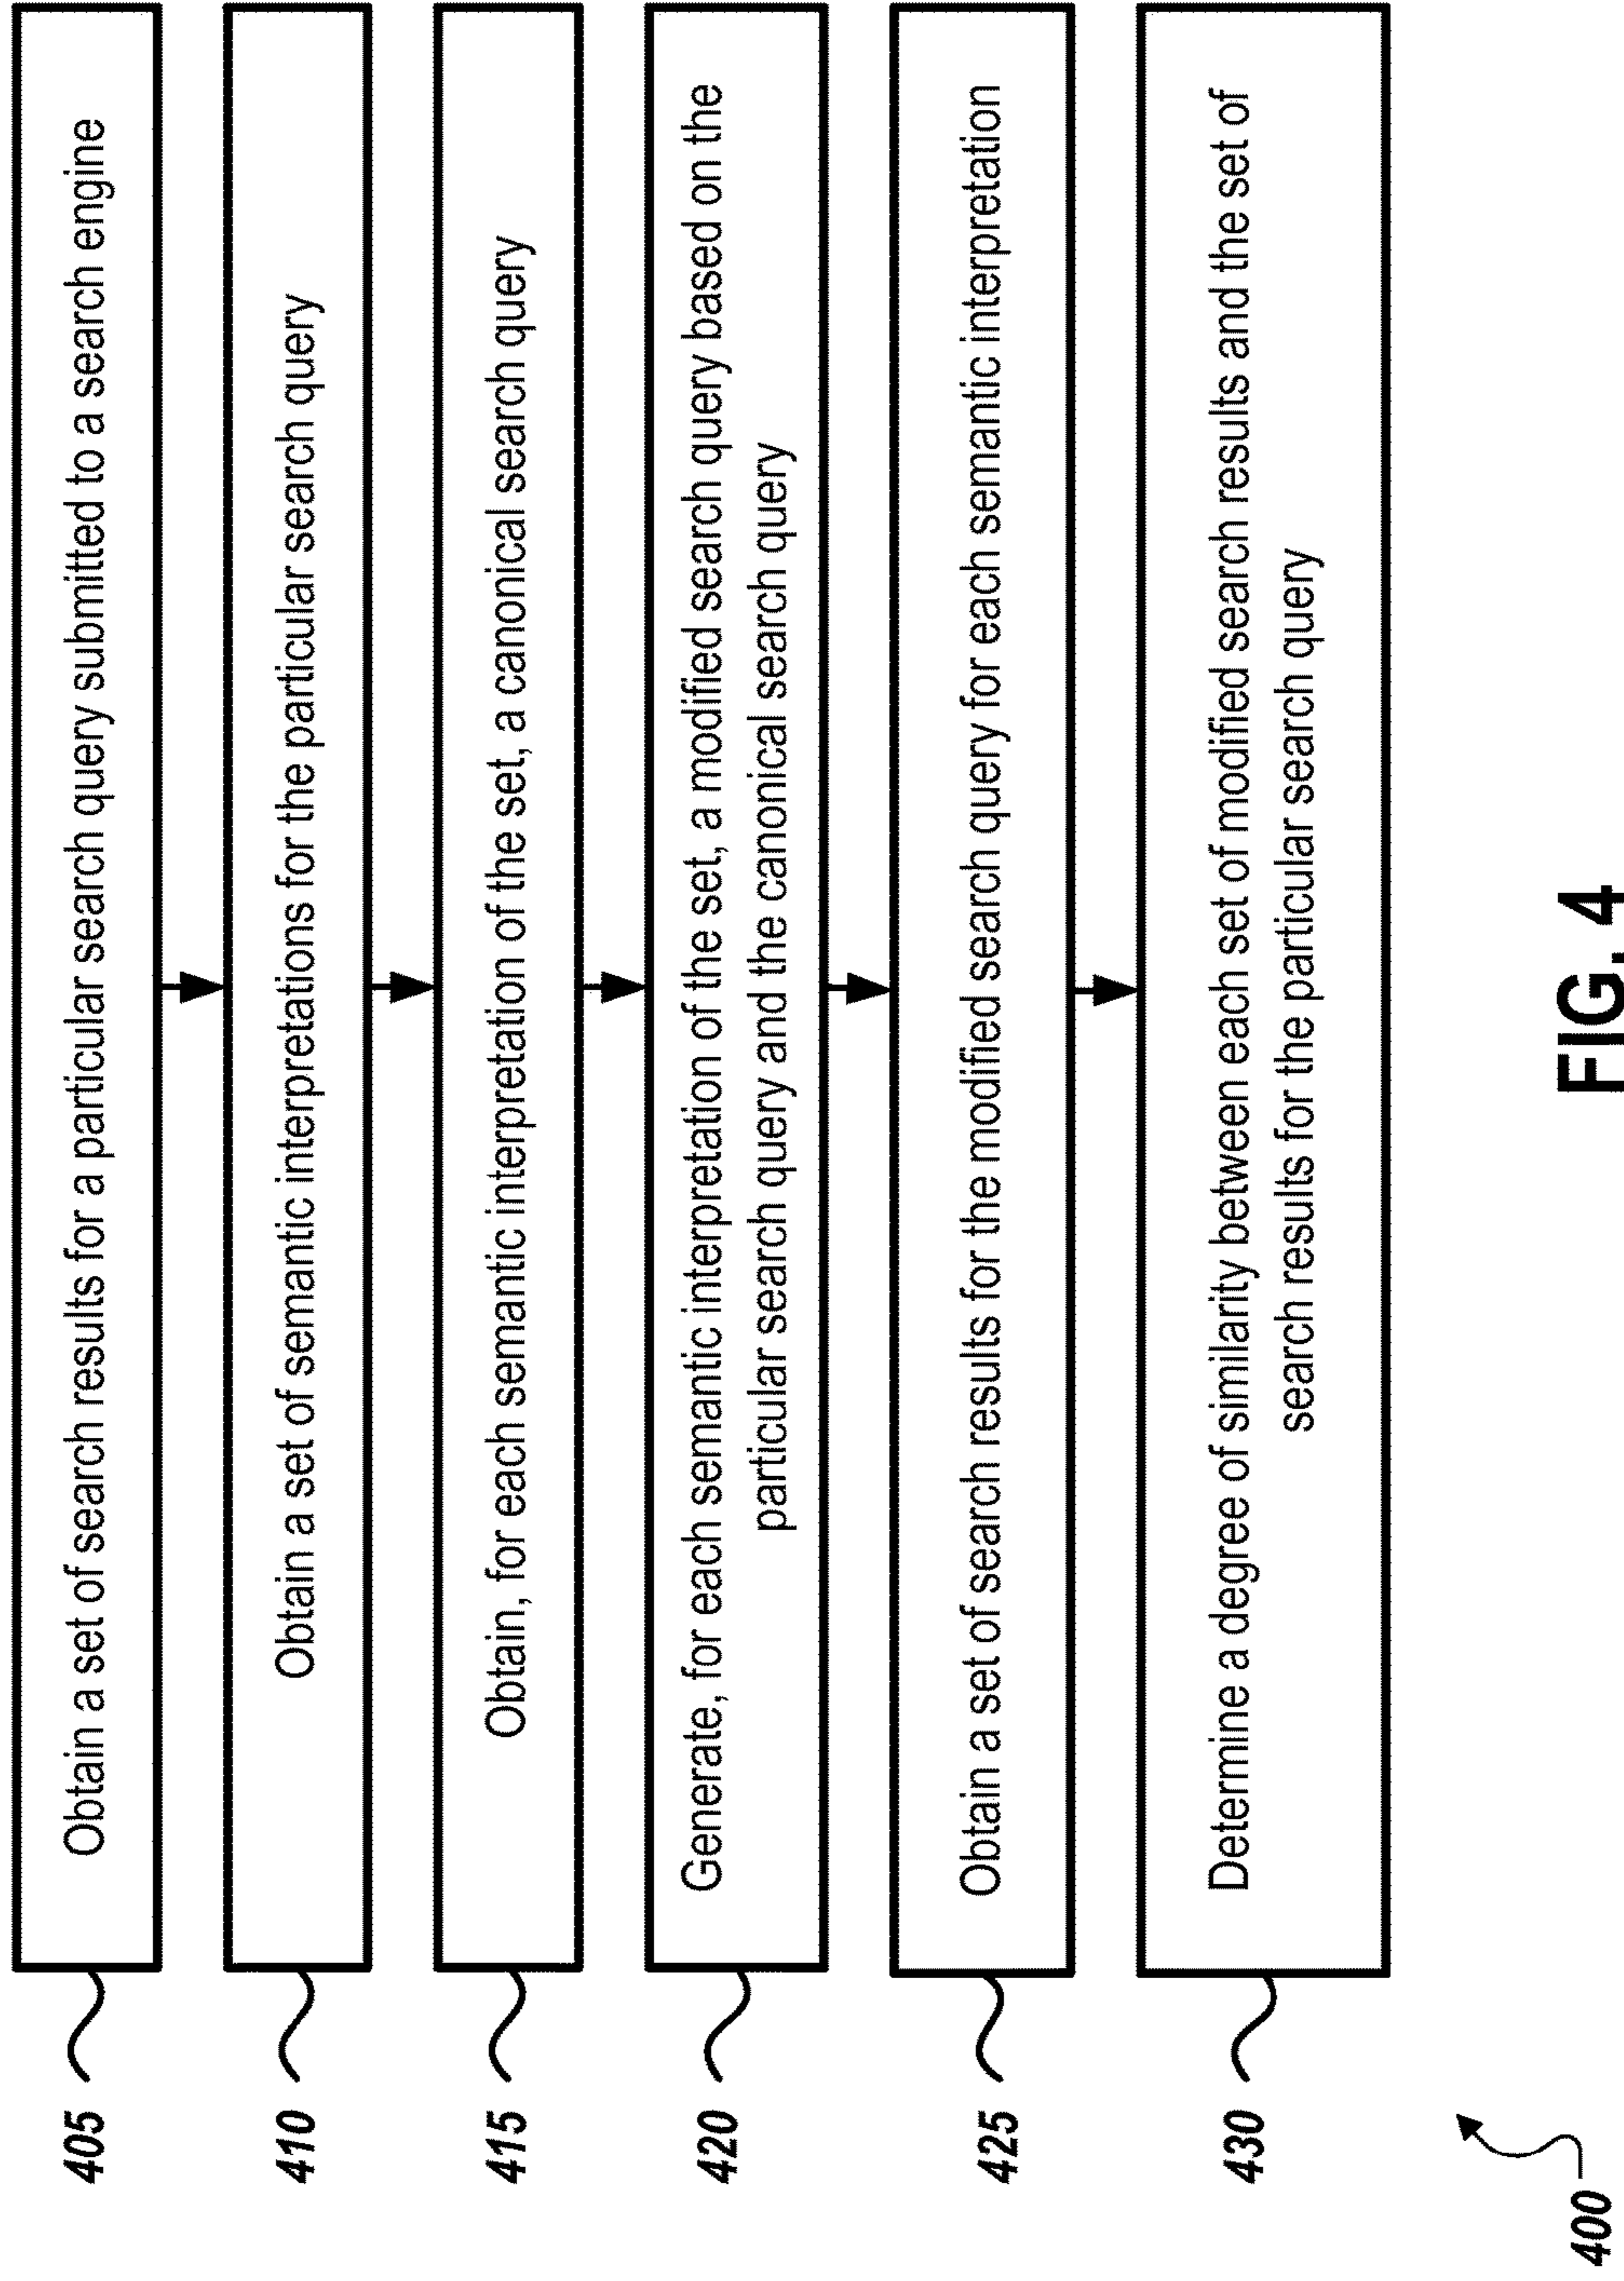 405
Obtain a set of search results for a particular search query submitted to a search engine
410
Obtain a set of semantic interpretations for the particular search query
415
Obtain, for each semantic interpretation of the set, a canonical search query
420
Generate, for each semantic interpretation of the set, a modified search query based on the
particular search query and the canonical search query
425
Obtain a set of search results for the modified search query for each semantic interpretation
430
Determine a degree of similarity between each set of modified search results and the set of
search results for the particular search query
400
FIG. 4